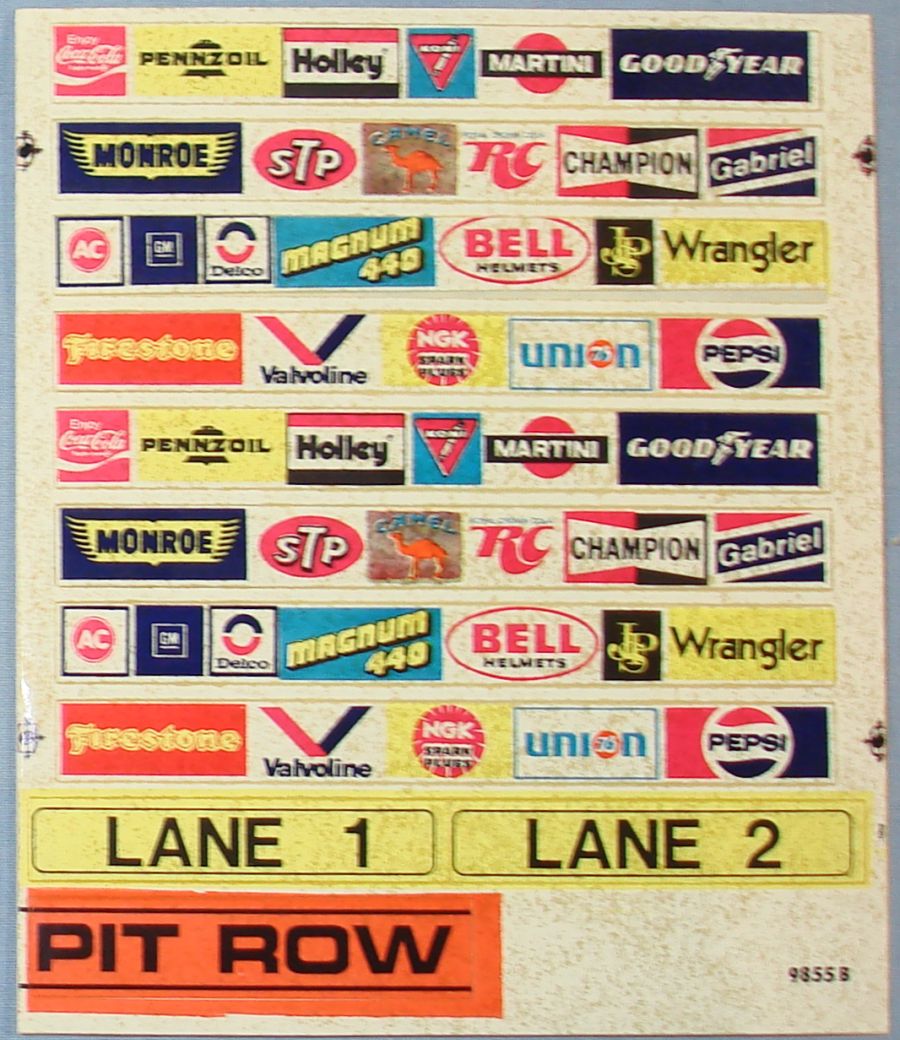 Enjoy Coca-Cola PENNZOIL Holley KONI MARTINI GOODYEAR
MONROE STP CAMEL RC CHAMPION Gabriel
AC GM Delco MAGNUM 440 BELL HELMETS JPS Wrangler
Firestone Valvoline NGK SPARK PLUGS union 76 PEPSI
Enjoy Coca-Cola PENNZOIL Holley KONI MARTINI GOODYEAR
MONROE STP CAMEL RC CHAMPION Gabriel
AC GM Delco MAGNUM 440 BELL HELMETS JPS Wrangler
Firestone Valvoline NGK SPARK PLUGS union 76 PEPSI
LANE 1 LANE 2
PIT ROW
9855 B